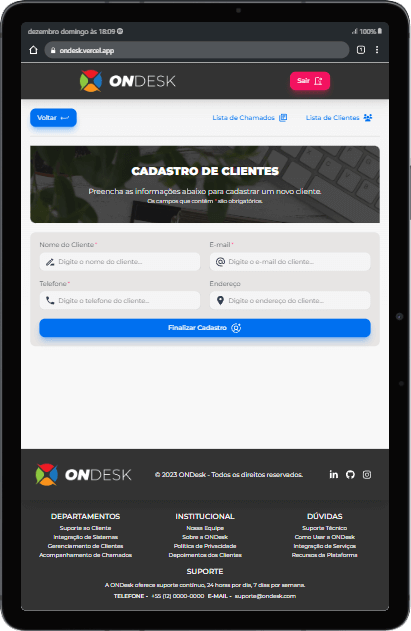 dezembro domingo às 18:09
100%
ondesk.vercel.app
1
ONDESK
Sair
Voltar
Lista de Chamados
Lista de Clientes
CADASTRO DE CLIENTES
Preencha as informações abaixo para cadastrar um novo cliente.
Os campos que contêm * são obrigatórios.
Nome do Cliente*
E-mail*
Digite o nome do cliente...
Digite o e-mail do cliente...
Telefone*
Endereço
Digite o telefone do cliente...
Digite o endereço do cliente...
Finalizar Cadastro
ONDESK
© 2023 ONDesk - Todos os direitos reservados.
DEPARTAMENTOS
INSTITUCIONAL
DÚVIDAS
Suporte ao Cliente
Nossa Equipe
Suporte Técnico
Integração de Sistemas
Sobre a ONDesk
Como Usar a ONDesk
Gerenciamento de Clientes
Política de Privacidade
Integração de Serviços
Acompanhamento de Chamados
Depoimentos dos Clientes
Recursos da Plataforma
SUPORTE
A ONDesk oferece suporte contínuo, 24 horas por dia, 7 dias por semana.
TELEFONE - +55 (12) 0000-0000 E-MAIL - suporte@ondesk.com